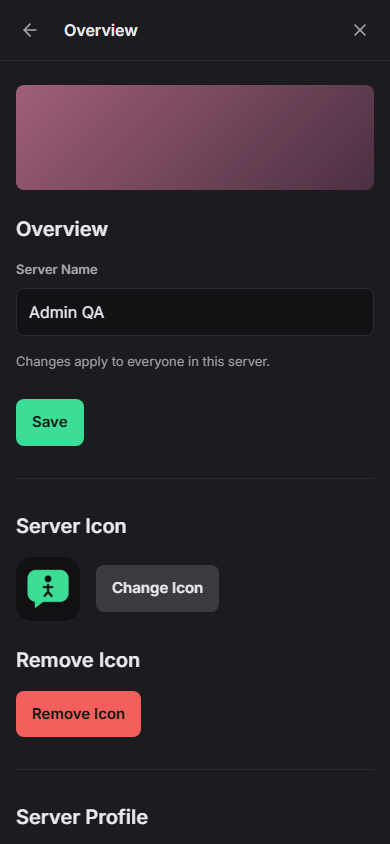 Overview
Overview
Server Name
Admin QA
Changes apply to everyone in this server.
Save
Server Icon
Change Icon
Remove Icon
Remove Icon
Server Profile